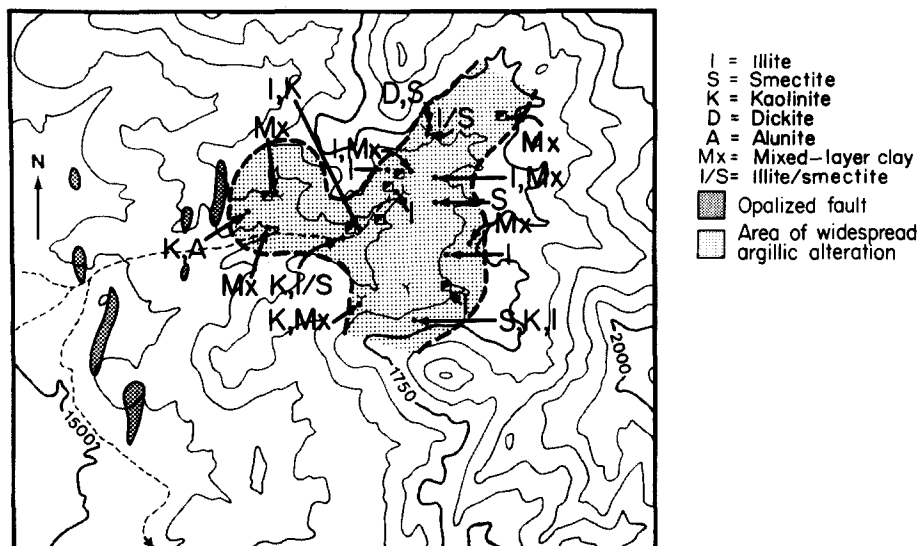 I,K
D,S
Mx
I/S
I,Mx
I
Mx
I,Mx
S
I
Mx
K,A
I
Mx
K,I/S
K,Mx
I
S,K,I
N
1500
1750
2000
I = Illite
S = Smectite
K = Kaolinite
D = Dickite
A = Alunite
Mx = Mixed-layer clay
I/S = Illite/smectite
Opalized fault
Area of widespread
argillic alteration